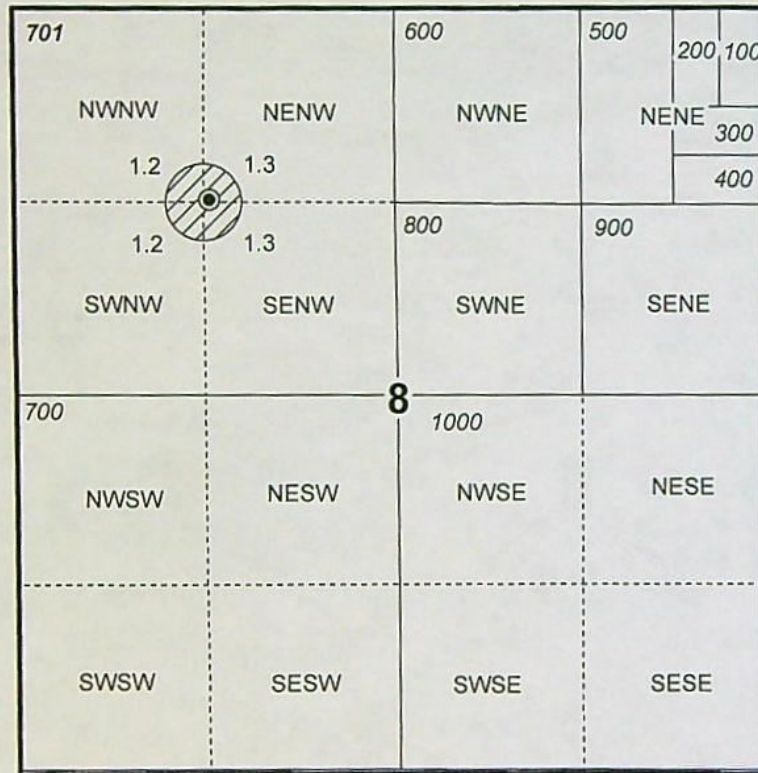 701 600 500
200 100
NWNW NENW NWNE NENE
300
1.2 1.3
400
1.2 1.3
800 900
SWNW SENW SWNE SENE
8
700 1000
NWSW NESW NWSE NESE
SWSW SESW SWSE SESE